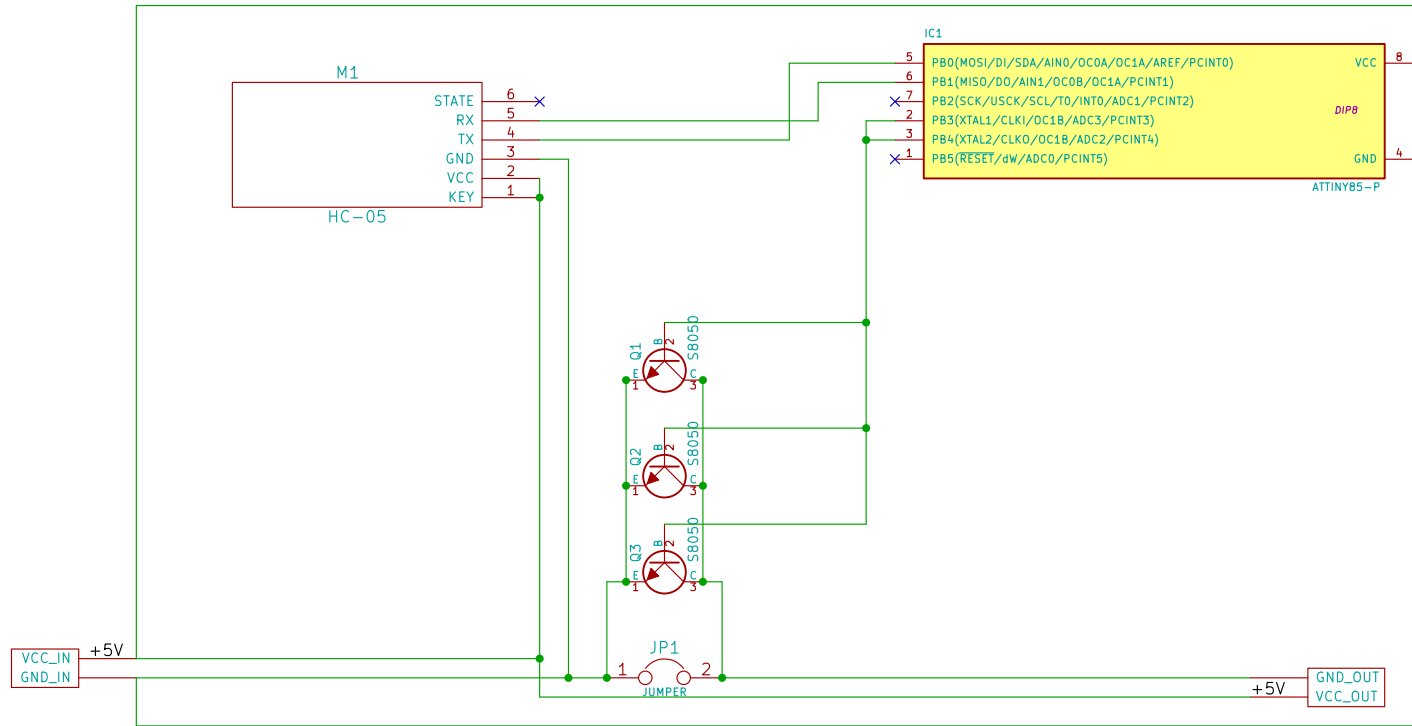 IC1
5 PB0(MOSI/DI/SDA/AIN0/OC0A/OC1A/AREF/PCINT0) VCC 8
6 PB1(MISO/DO/AIN1/OC0B/OC1A/PCINT1)
7 PB2(SCK/USCK/SCL/T0/INT0/ADC1/PCINT2)
DIP8
2 PB3(XTAL1/CLKI/OC1B/ADC3/PCINT3)
3 PB4(XTAL2/CLKO/OC1B/ADC2/PCINT4)
1 PB5(RESET/dW/ADC0/PCINT5) GND 4
ATTINY85-P
M1
STATE 6
RX 5
TX 4
GND 3
VCC 2
KEY 1
HC-05
Q1
B
2
S8050
E
1
C
3
Q2
B
2
S8050
E
1
C
3
Q3
B
2
S8050
E
1
C
3
JP1
1 2
JUMPER
+5V
VCC_IN
GND_IN
GND_OUT
+5V
VCC_OUT